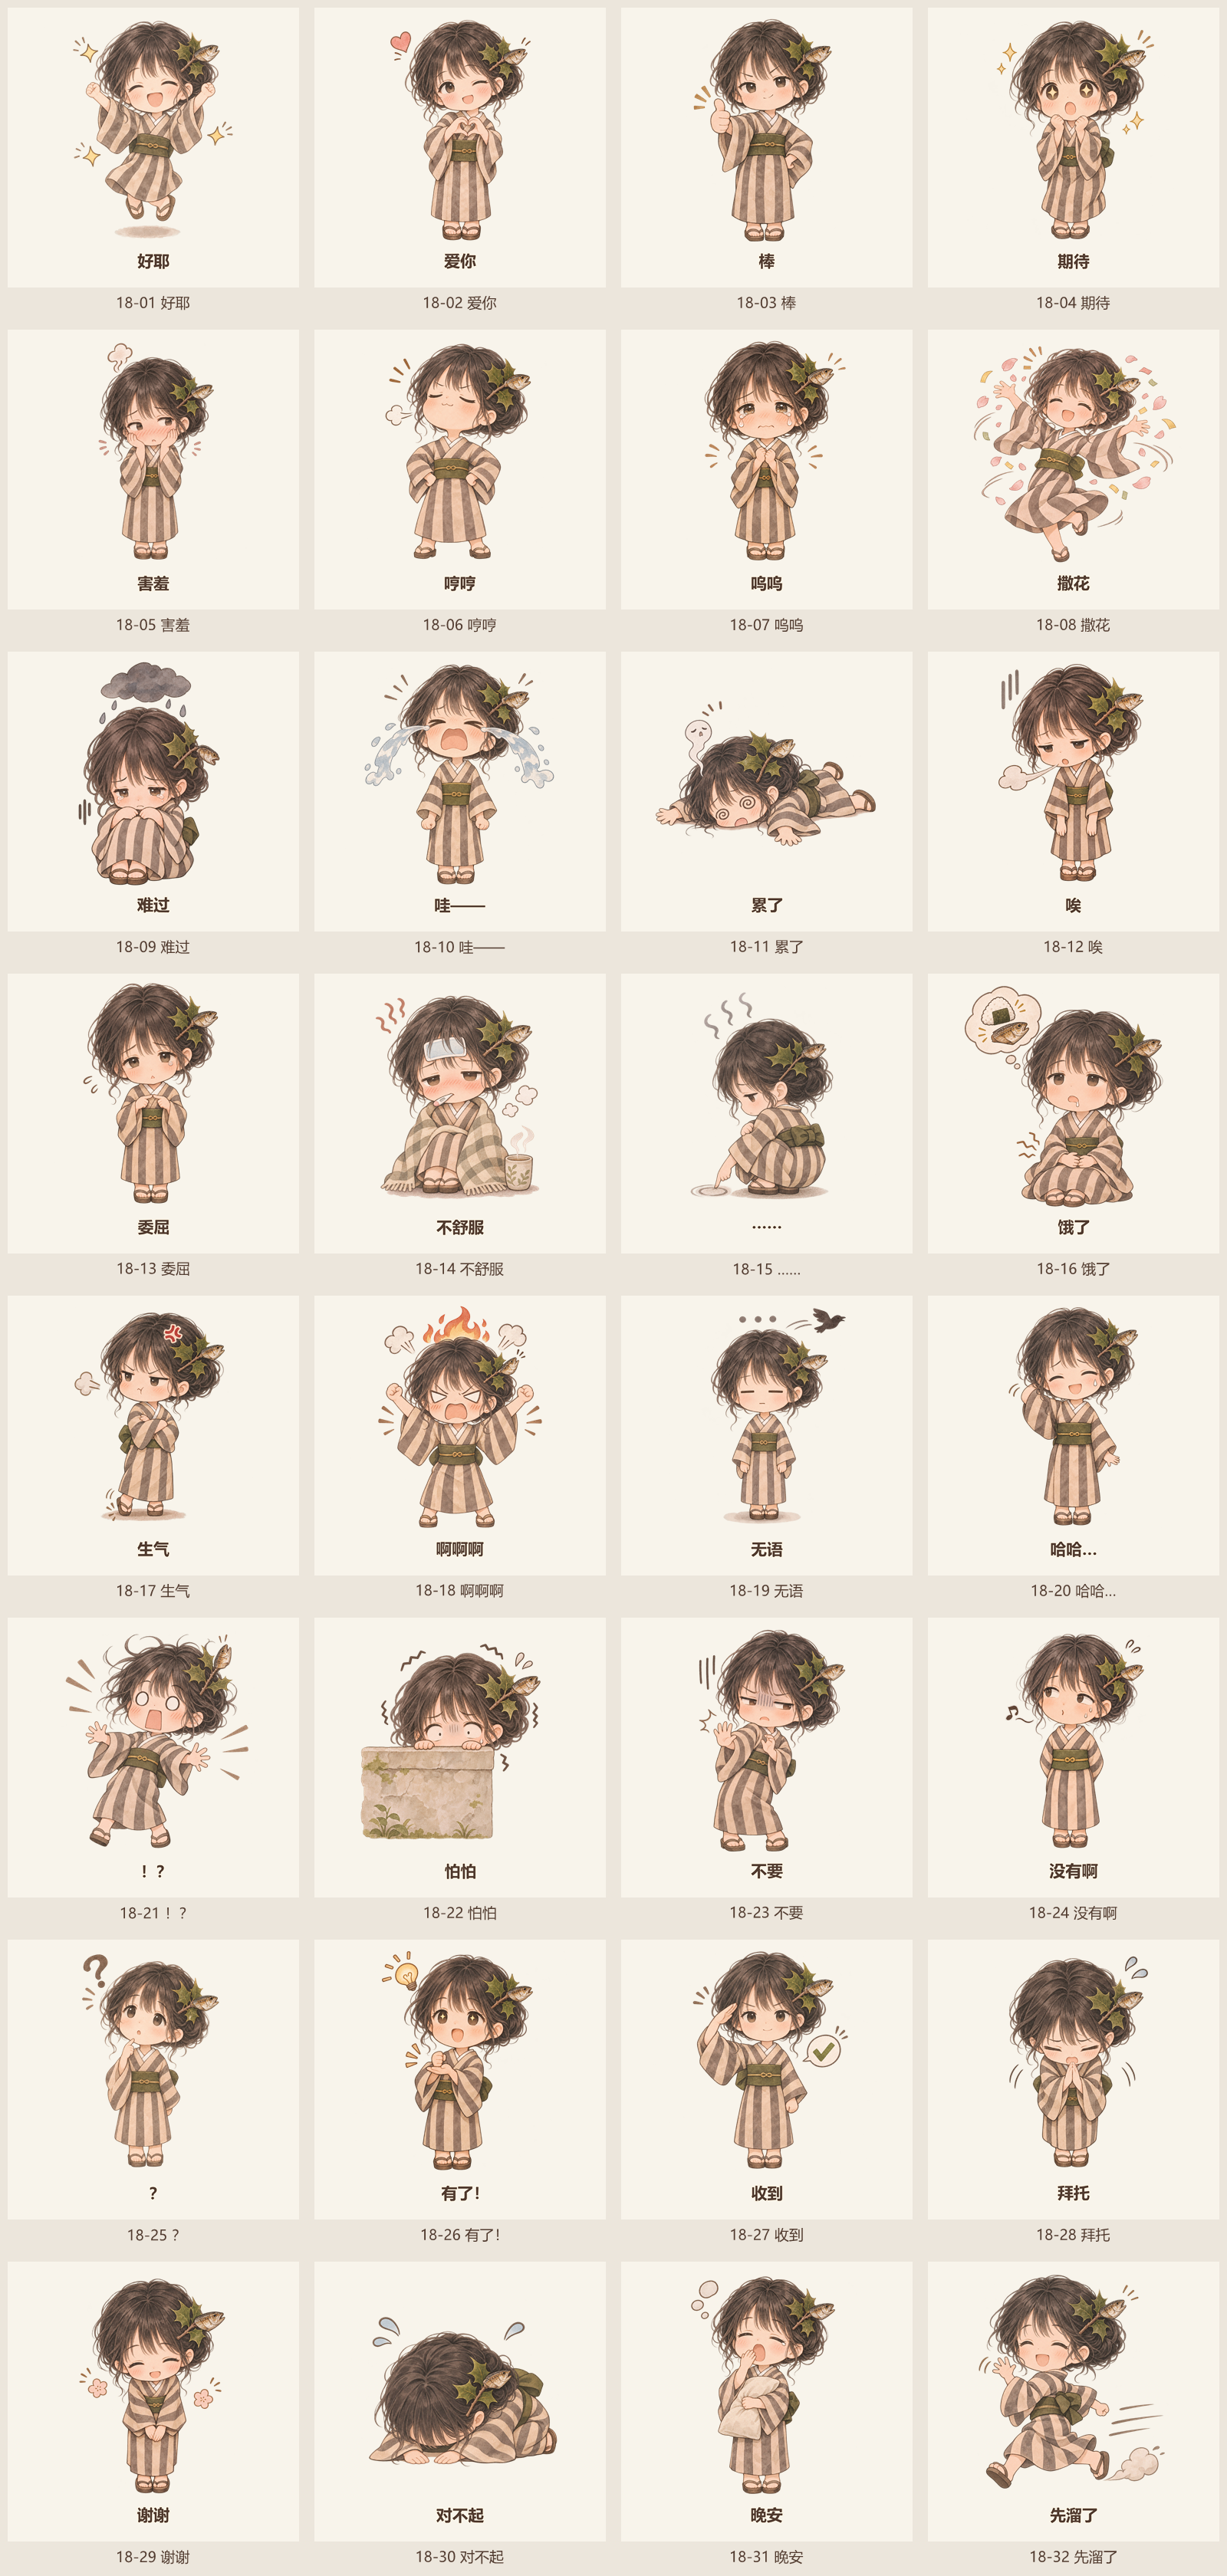 好耶
爱你
棒
期待
18-01 好耶
18-02 爱你
18-03 棒
18-04 期待
害羞
哼哼
呜呜
撒花
18-05 害羞
18-06 哼哼
18-07 呜呜
18-08 撒花
难过
哇——
累了
唉
18-09 难过
18-10 哇——
18-11 累了
18-12 唉
委屈
不舒服
……
饿了
18-13 委屈
18-14 不舒服
18-15 ……
18-16 饿了
生气
啊啊啊
无语
哈哈…
18-17 生气
18-18 啊啊啊
18-19 无语
18-20 哈哈…
！？
怕怕
不要
没有啊
18-21 ！？
18-22 怕怕
18-23 不要
18-24 没有啊
？
有了！
收到
拜托
18-25 ？
18-26 有了！
18-27 收到
18-28 拜托
谢谢
对不起
晚安
先溜了
18-29 谢谢
18-30 对不起
18-31 晚安
18-32 先溜了